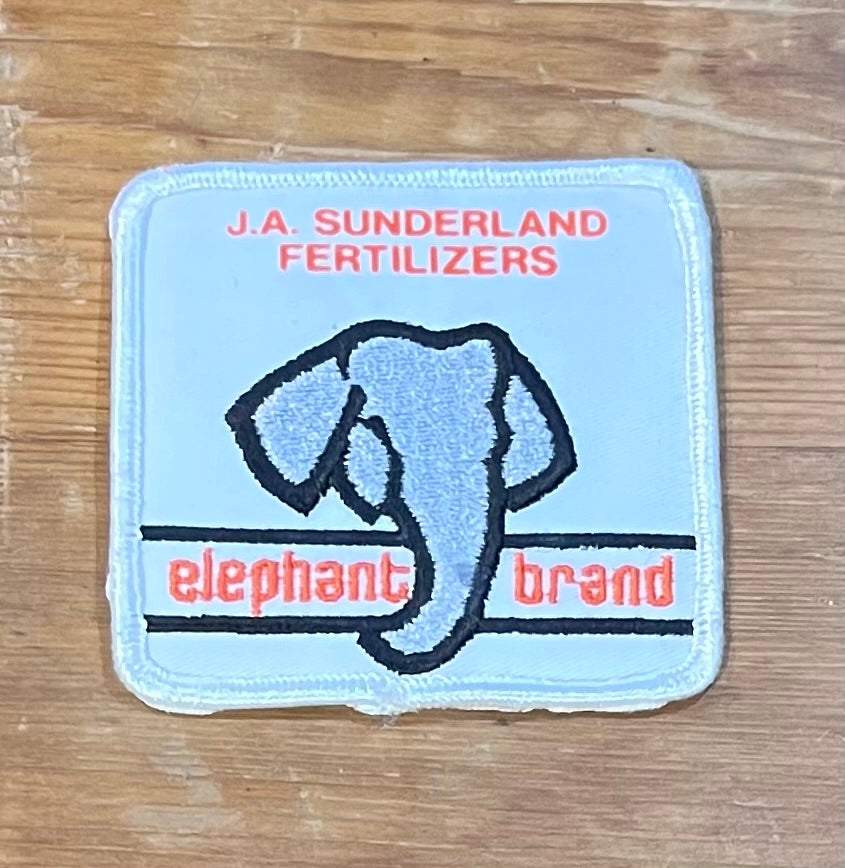 J.A. SUNDERLAND
FERTILIZERS
elephant brand